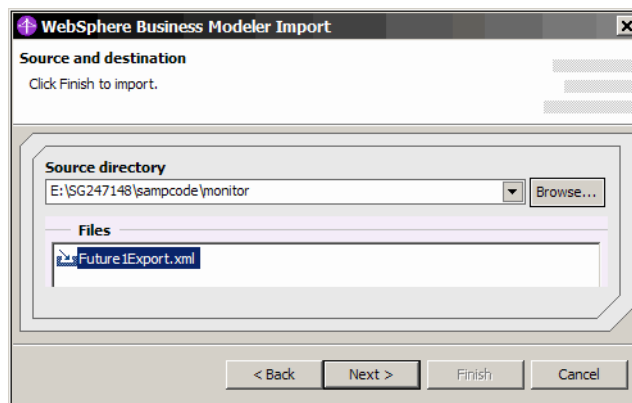 WebSphere Business Modeler Import
Source and destination
Click Finish to import.
Source directory
E:\SG247148\sampcode\monitor
Browse...
Files
Future1Export.xml
< Back
Next >
Finish
Cancel